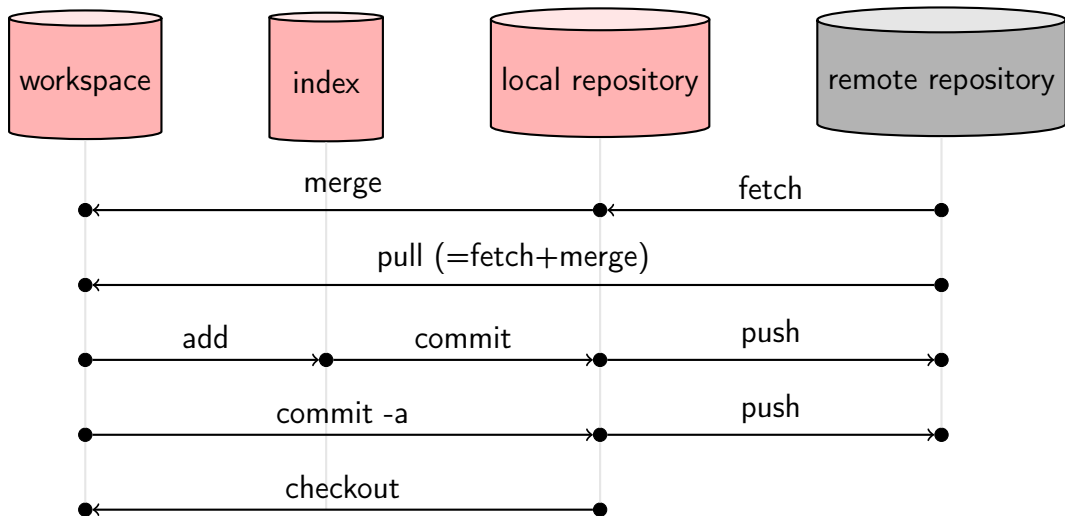 workspace
index
local repository
remote repository
merge
fetch
pull (=fetch+merge)
add
commit
push
commit -a
push
checkout